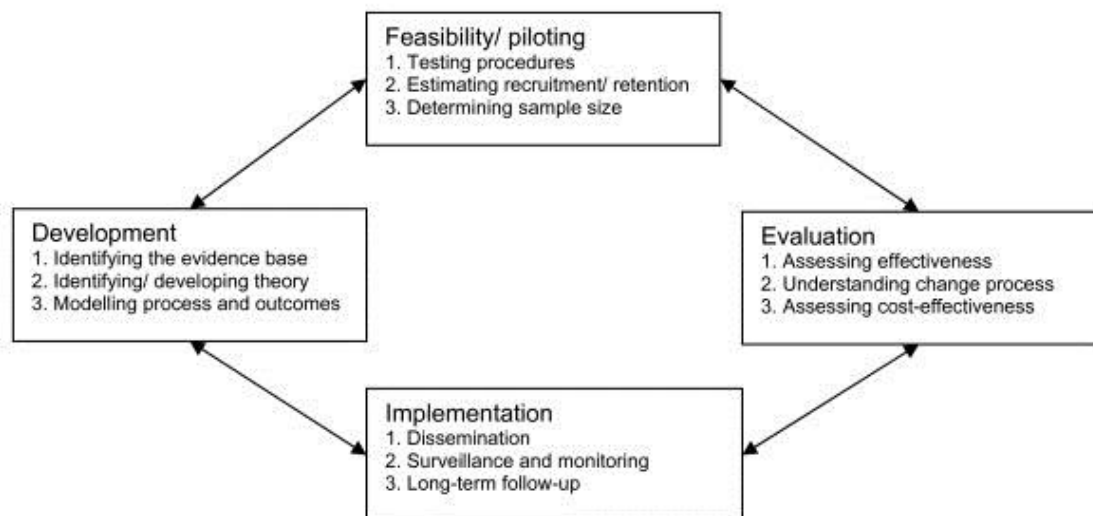 Feasibility/ piloting
1. Testing procedures
2. Estimating recruitment/ retention
3. Determining sample size
Development
1. Identifying the evidence base
2. Identifying/ developing theory
3. Modelling process and outcomes
Evaluation
1. Assessing effectiveness
2. Understanding change process
3. Assessing cost-effectiveness
Implementation
1. Dissemination
2. Surveillance and monitoring
3. Long-term follow-up